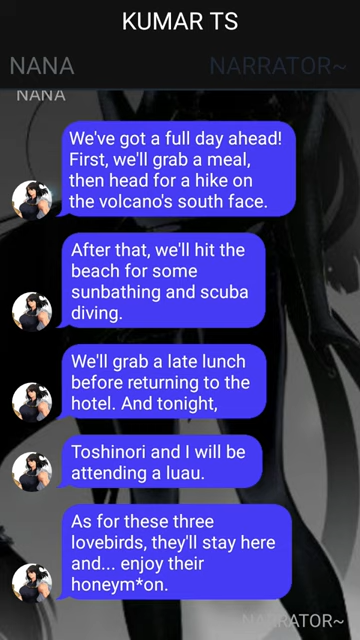 KUMAR TS
NANA
NARRATOR~
NANA
We've got a full day ahead!
First, we'll grab a meal,
then head for a hike on
the volcano's south face.
After that, we'll hit the
beach for some
sunbathing and scuba
diving.
We'll grab a late lunch
before returning to the
hotel. And tonight,
Toshinori and I will be
attending a luau.
As for these three
lovebirds, they'll stay here
and... enjoy their
honeym*on.
NARRATOR~